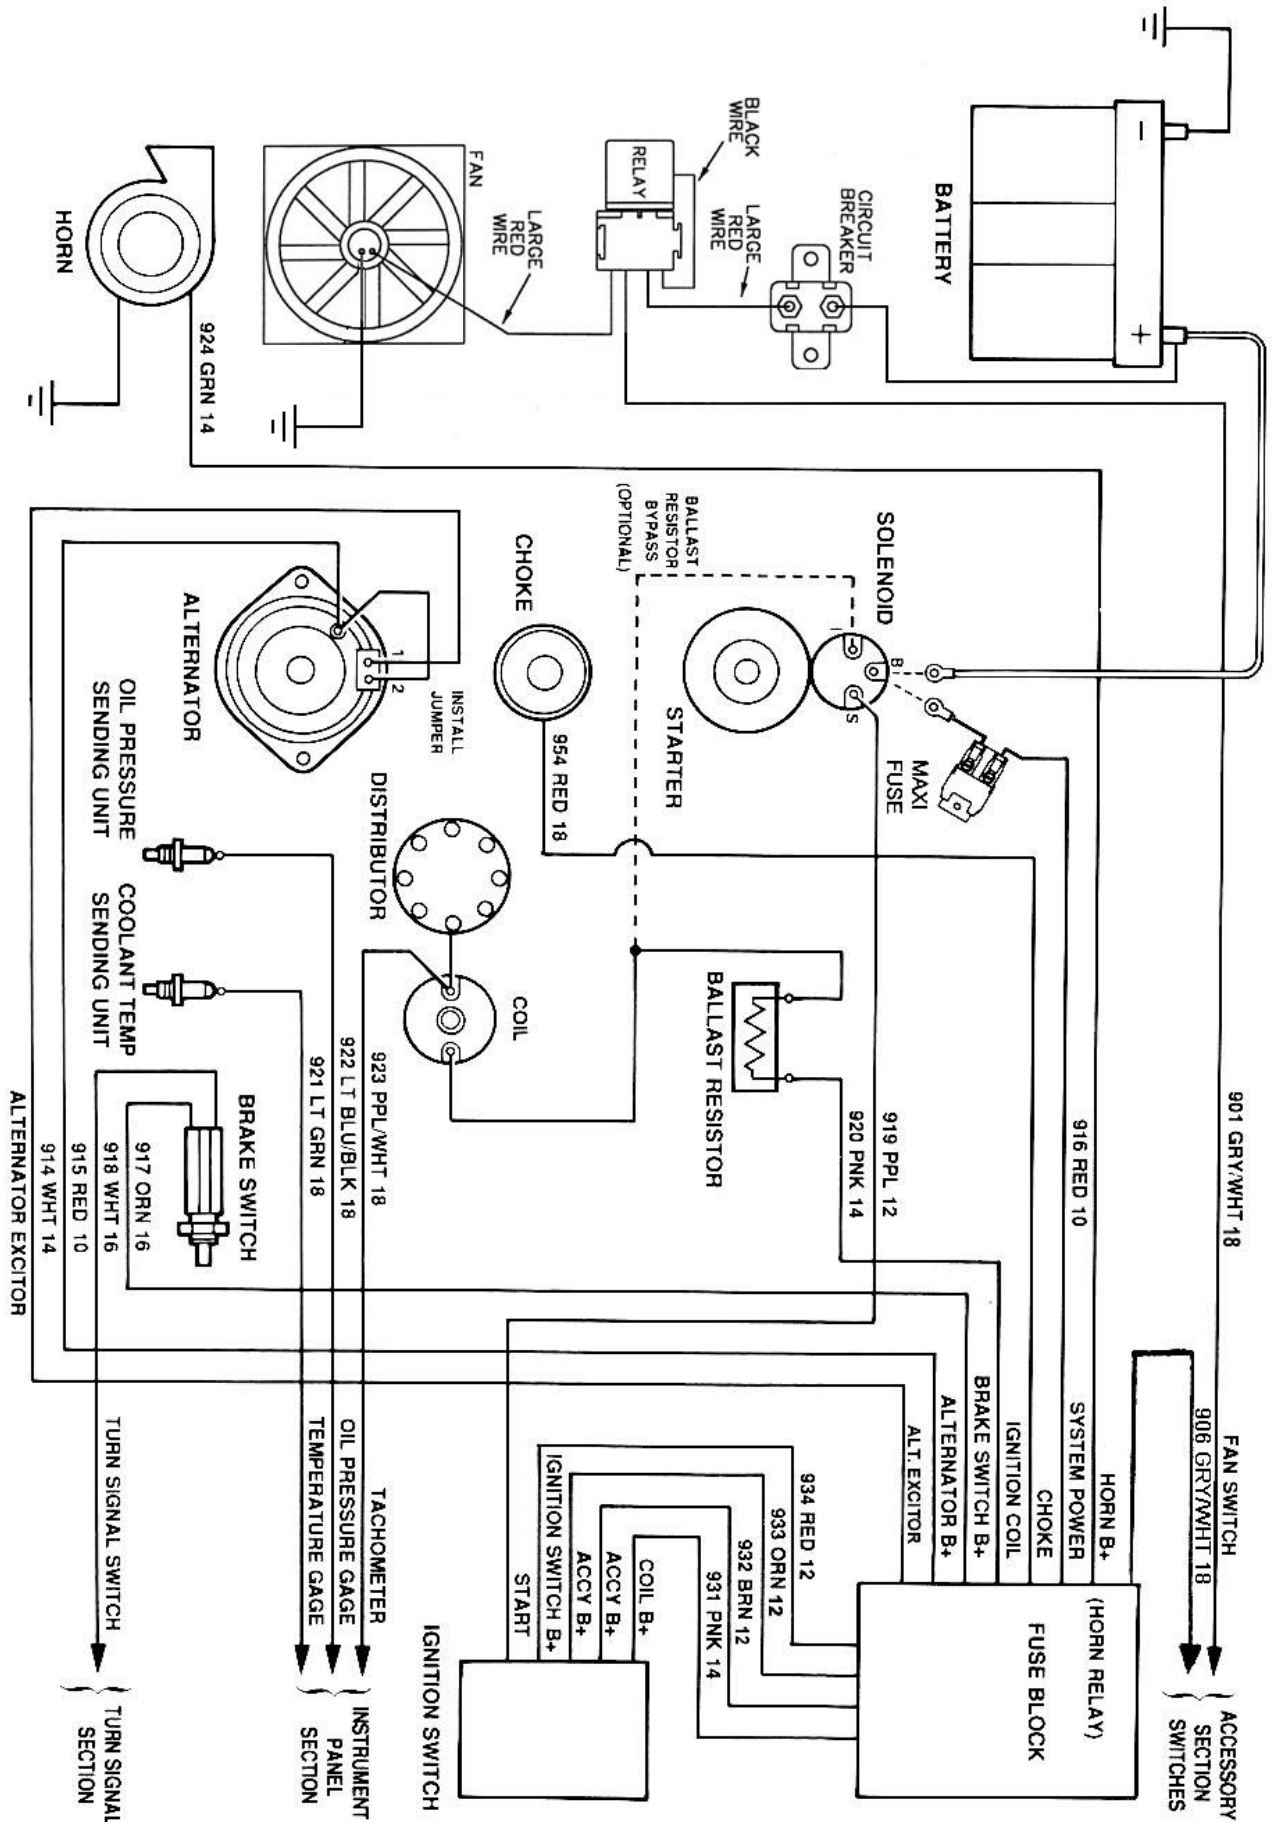 BATTERY
-
+
CIRCUIT
BREAKER
BLACK
WIRE
LARGE
RED
WIRE
RELAY
LARGE
RED
WIRE
FAN
HORN
924 GRN 14
SOLENOID
B
S
I
BALLAST
RESISTOR
BYPASS
(OPTIONAL)
STARTER
MAXI
FUSE
CHOKE
954 RED 18
ALTERNATOR
1
2
INSTALL
JUMPER
DISTRIBUTOR
COIL
BALLAST RESISTOR
OIL PRESSURE
SENDING UNIT
COOLANT TEMP
SENDING UNIT
BRAKE SWITCH
901 GRY/WHT 18
916 RED 10
919 PPL 12
920 PNK 14
923 PPL/WHT 18
922 LT BLU/BLK 18
921 LT GRN 18
917 ORN 16
918 WHT 16
915 RED 10
914 WHT 14
ALTERNATOR EXCITOR
FAN SWITCH
906 GRY/WHT 18
HORN B+
SYSTEM POWER
CHOKE
IGNITION COIL
BRAKE SWITCH B+
ALTERNATOR B+
ALT. EXCITOR
934 RED 12
933 ORN 12
932 BRN 12
931 PNK 14
COIL B+
ACCY B+
ACCY B+
IGNITION SWITCH B+
START
TACHOMETER
OIL PRESSURE GAGE
TEMPERATURE GAGE
TURN SIGNAL SWITCH
(HORN RELAY)
FUSE BLOCK
IGNITION SWITCH
ACCESSORY
SECTION
SWITCHES
INSTRUMENT
PANEL
SECTION
TURN SIGNAL
SECTION